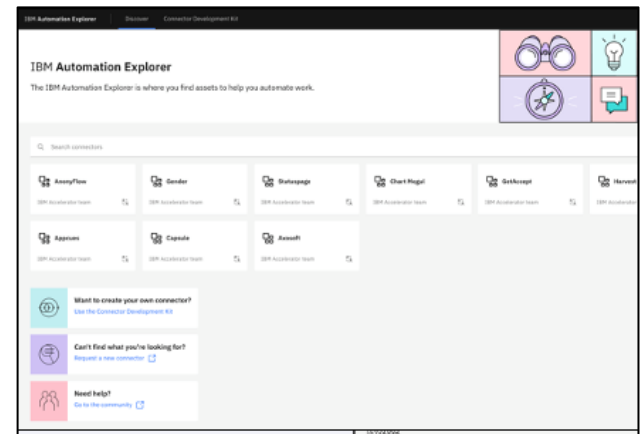 IBM Automation Explorer Discover Connector Development Kit
IBM Automation Explorer
The IBM Automation Explorer is where you find assets to help you automate work.
Search connectors
AnonyFlow Gender Statuspage Chart Mogul GetAccept Harvest
IBM Accelerator team IBM Accelerator team IBM Accelerator team IBM Accelerator team IBM Accelerator team IBM Accelerator
Appcues Capsule Axosoft
IBM Accelerator team IBM Accelerator team IBM Accelerator team
Want to create your own connector?
Use the Connector Development Kit
Can't find what you're looking for?
Request a new connector
Need help?
Go to the community